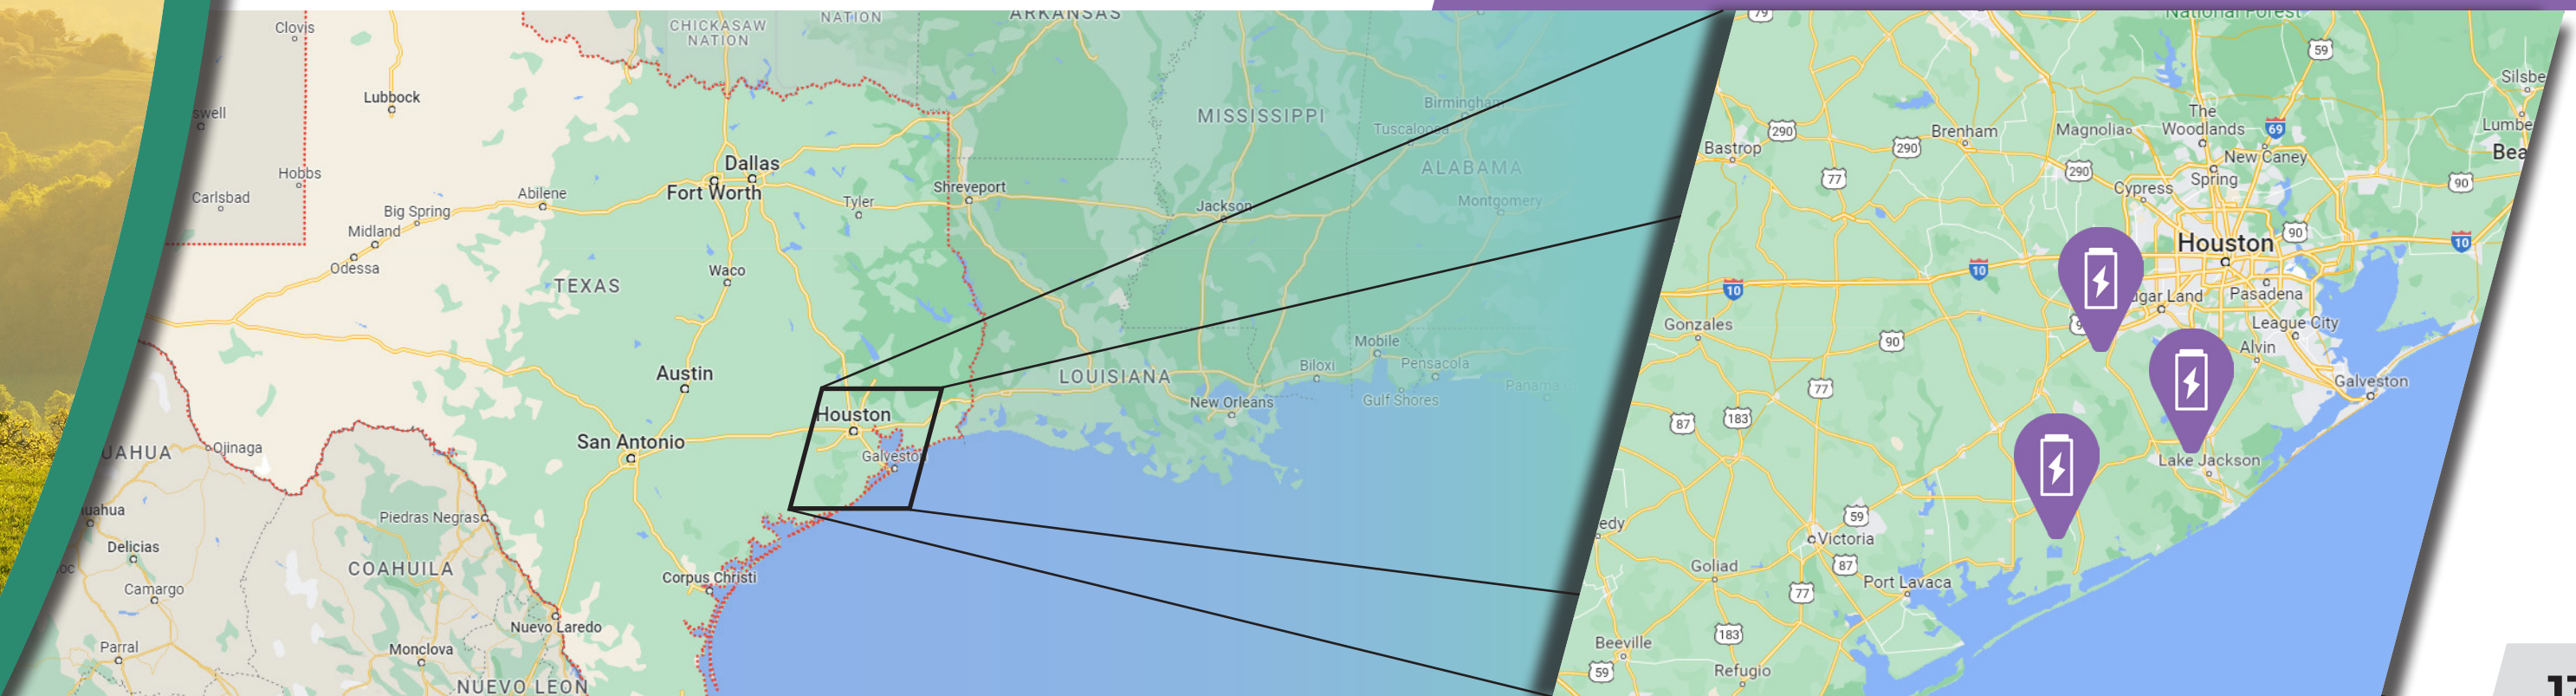 Clovis
CHICKASAW
NATION
NATION
ARKANSAS
Lubbock
swell
Hobbs
Carlsbad
Big Spring
Abilene
Midland
Odessa
Dallas
Fort Worth
Tyler
Shreveport
Waco
TEXAS
Austin
San Antonio
Houston
Galveston
MISSISSIPPI
Birmingham
Tuscaloosa
ALABAMA
Jackson
Montgomery
LOUISIANA
Mobile
Biloxi
Pensacola
Gulf Shores
New Orleans
Panama C
UAHUA
Ojinaga
uahua
Delicias
Camargo
Parral
Piedras Negras
COAHUILA
Corpus Christi
Nuevo Laredo
Monclova
NUEVO LEON
79
National Forest
59
Silsbe
Lumbe
Bea
290
Brenham
Magnolia
The
Woodlands
69
Bastrop
290
New Caney
77
290
Spring
Cypress
90
Houston
90
10
10
10
ugar Land
Pasadena
Gonzales
9
League City
90
Alvin
77
Galveston
87
183
Lake Jackson
edy
59
Victoria
Goliad
87
Port Lavaca
77
183
Beeville
59
Refugio